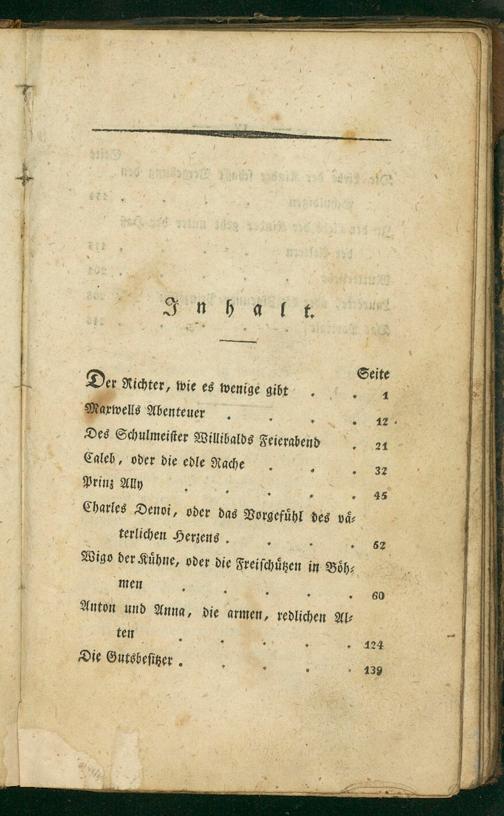 Inhalt.
Seite
Der Richter, wie es wenige gibt . . 1
Maxwells Abenteuer . . . . 12
Des Schulmeister Willibalds Feierabend . 21
Caleb, oder die edle Rache . . . 32
Prinz Ally . . . . . 45
Charles Denoi, oder das Vorgefühl des vä-
terlichen Herzens . . . . 52
Wigo der Kühne, oder die Freischützen in Böh-
men . . . . . 60
Anton und Anna, die armen, redlichen Al-
ten . . . . . 124
Die Gutsbesitzer . . . . . 139